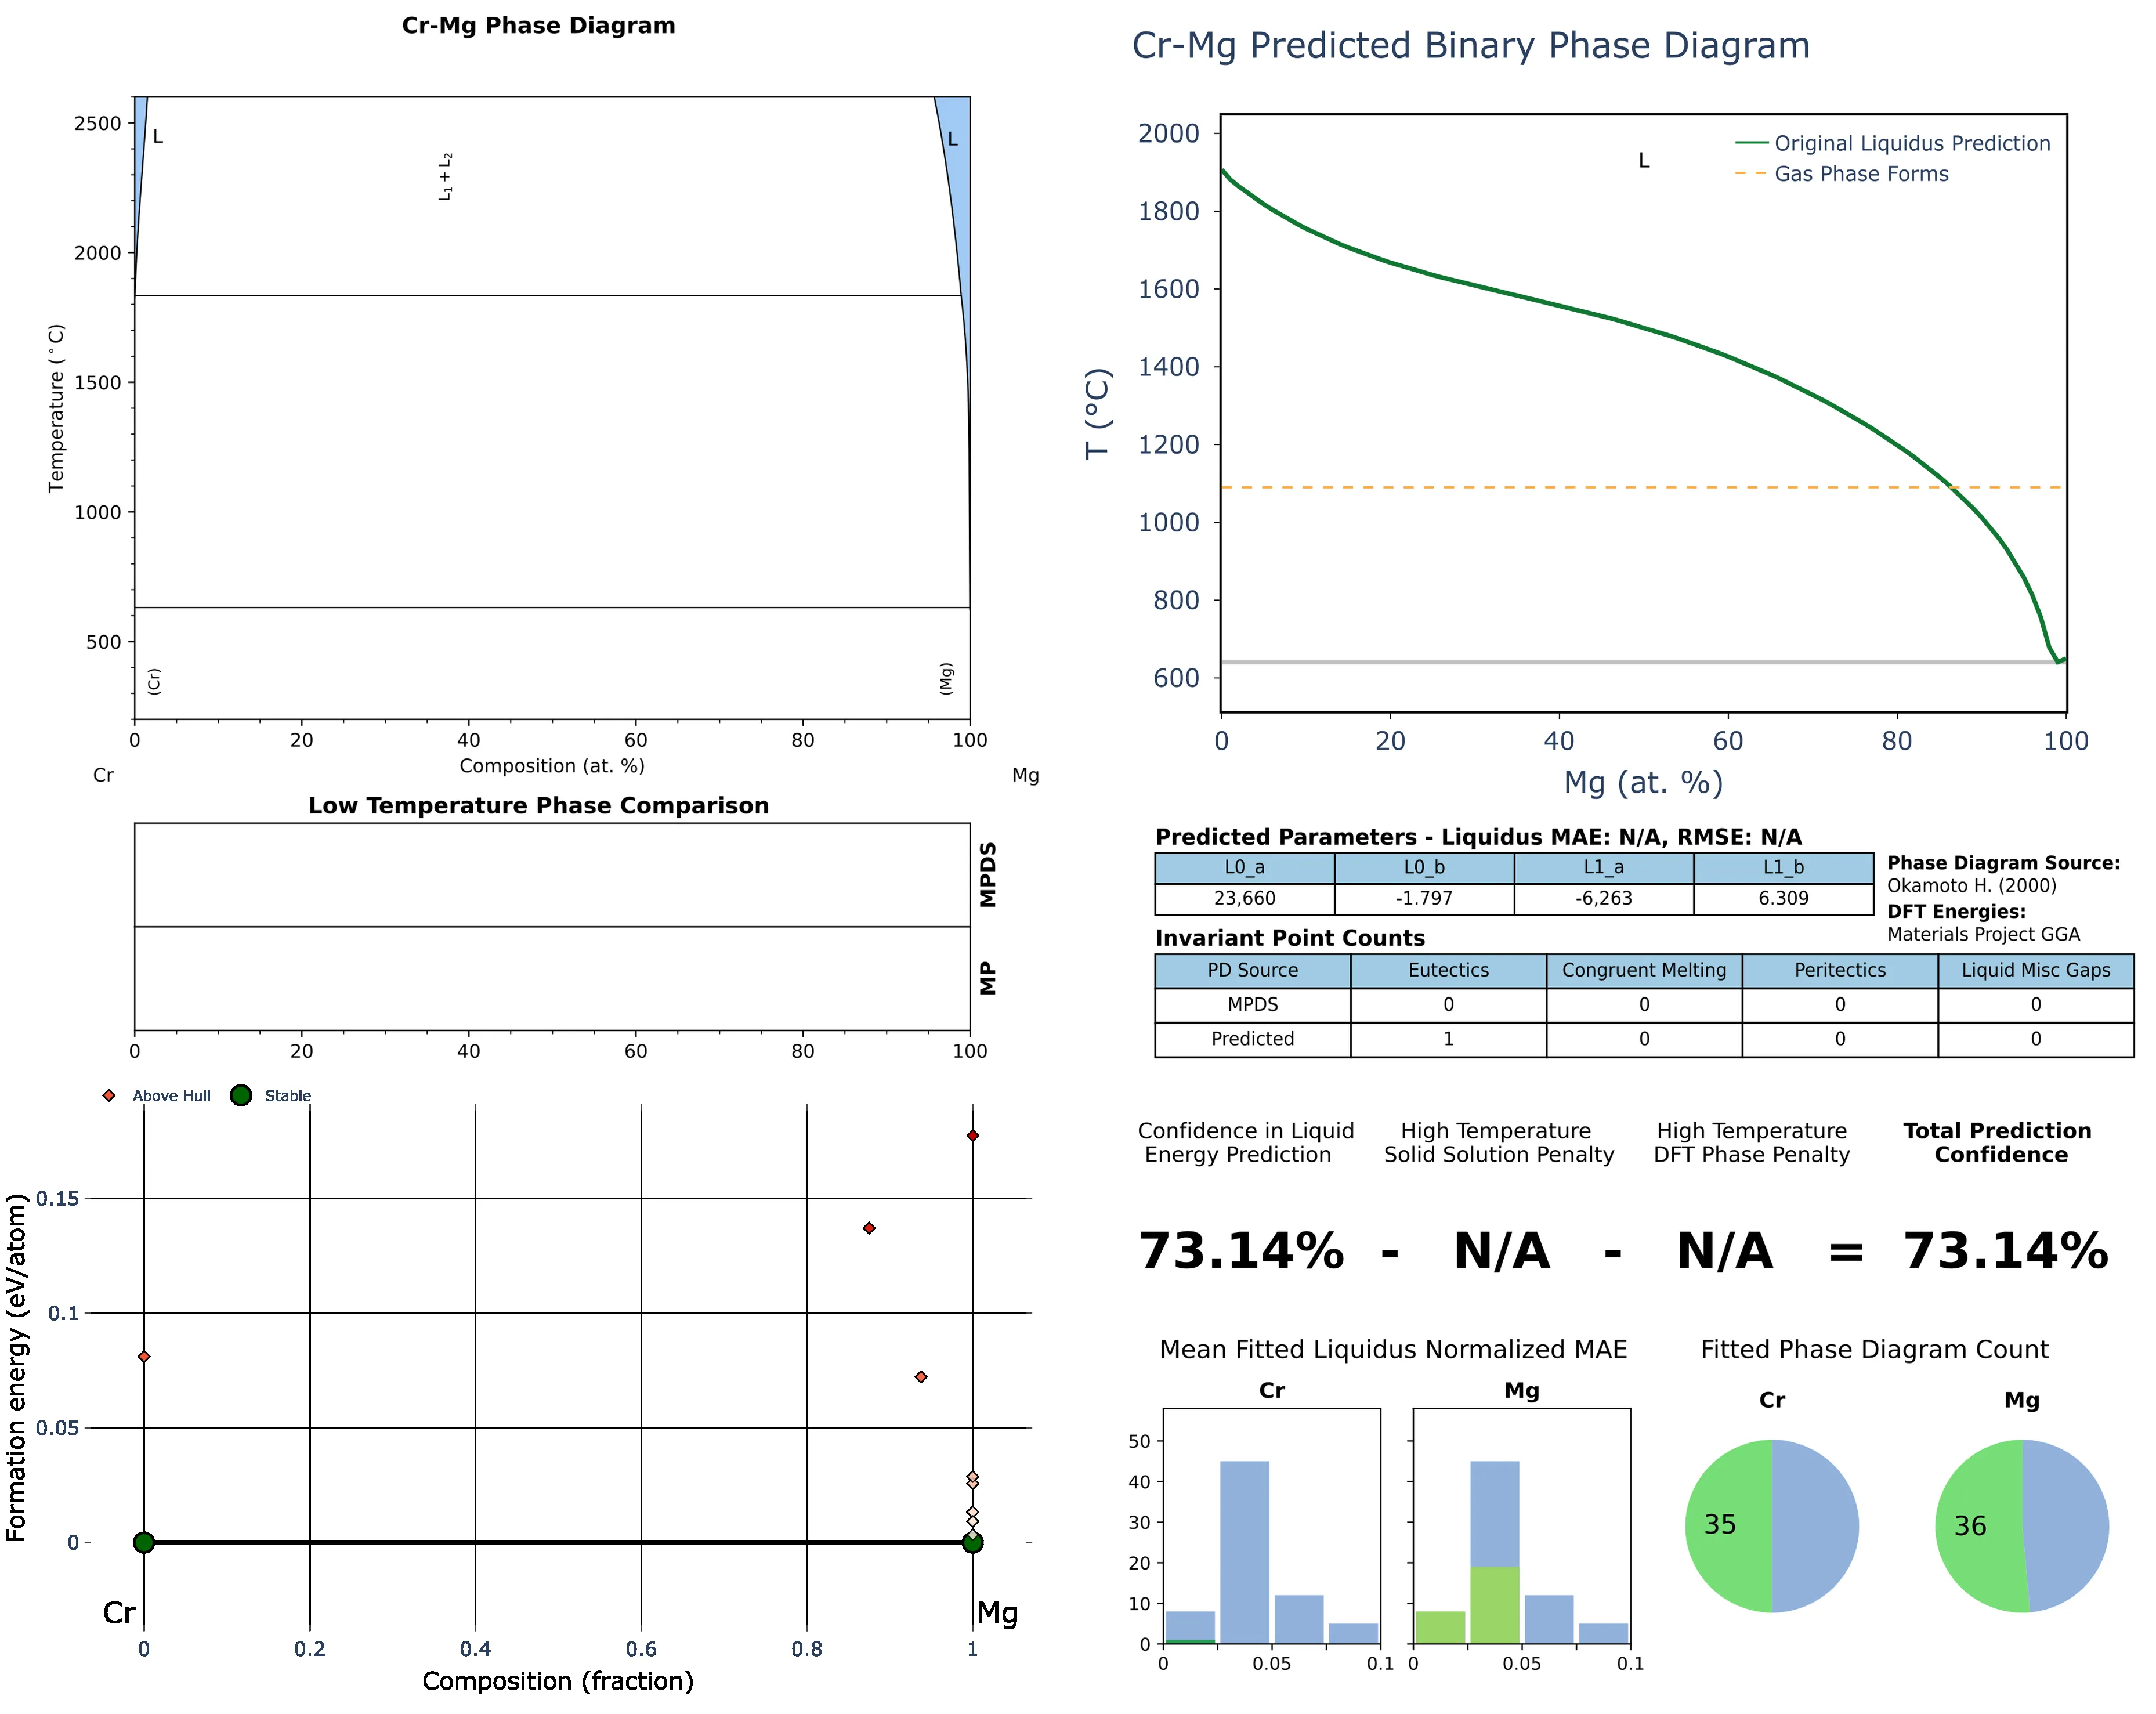 Cr-Mg Phase Diagram
2500
2000
1500
1000
500
Temperature (°C)
L
L₁ + L₂
L
(Cr)
(Mg)
0 20 40 60 80 100
Composition (at. %)
Cr
Mg
Low Temperature Phase Comparison
MPDS
MP
0 20 40 60 80 100
Above Hull
Stable
0.15
0.1
0.05
0
Formation energy (eV/atom)
Cr
Mg
0 0.2 0.4 0.6 0.8 1
Composition (fraction)
Cr-Mg Predicted Binary Phase Diagram
2000
1800
1600
1400
1200
1000
800
600
T (°C)
L
Original Liquidus Prediction
Gas Phase Forms
0 20 40 60 80 100
Mg (at. %)
Predicted Parameters - Liquidus MAE: N/A, RMSE: N/A
L0_a L0_b L1_a L1_b
23,660 -1.797 -6,263 6.309
Phase Diagram Source:
Okamoto H. (2000)
DFT Energies:
Materials Project GGA
Invariant Point Counts
PD Source Eutectics Congruent Melting Peritectics Liquid Misc Gaps
MPDS 0 0 0 0
Predicted 1 0 0 0
Confidence in Liquid
Energy Prediction
High Temperature
Solid Solution Penalty
High Temperature
DFT Phase Penalty
Total Prediction
Confidence
73.14% - N/A - N/A = 73.14%
Mean Fitted Liquidus Normalized MAE
Cr
Mg
50
40
30
20
10
0
0 0.05 0.1
0 0.05 0.1
Fitted Phase Diagram Count
Cr
Mg
35
36